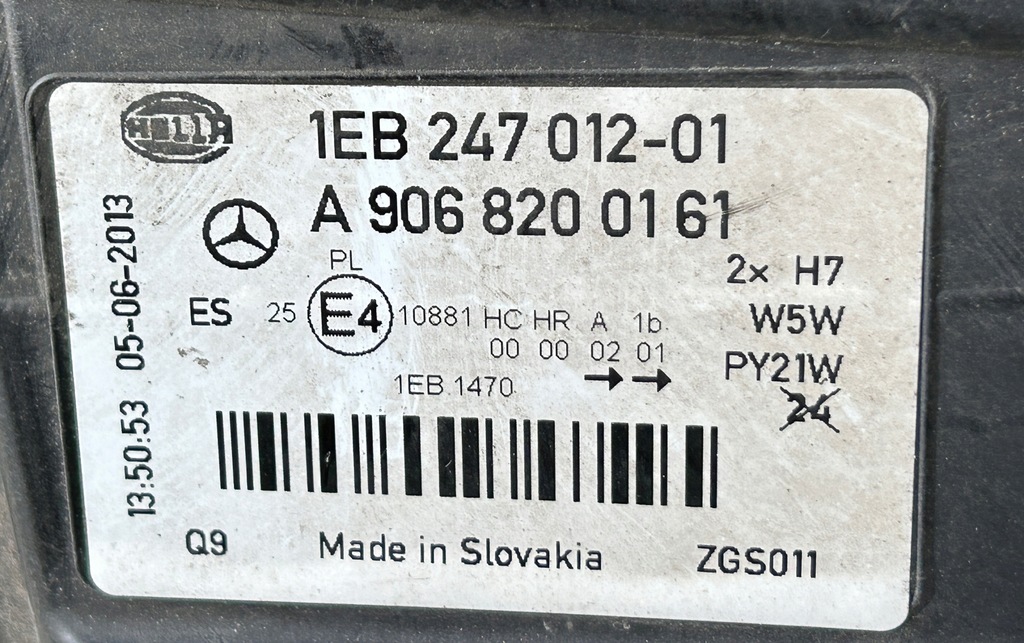 HELLA
1EB 247 012-01
A 906 820 01 61
PL
2x H7
ES 25 E4 10881 HC HR A 1b W5W
00 00 02 01
PY21W
1EB.1470
24
13:50:53 05-06-2013
Q9 Made in Slovakia ZGS011